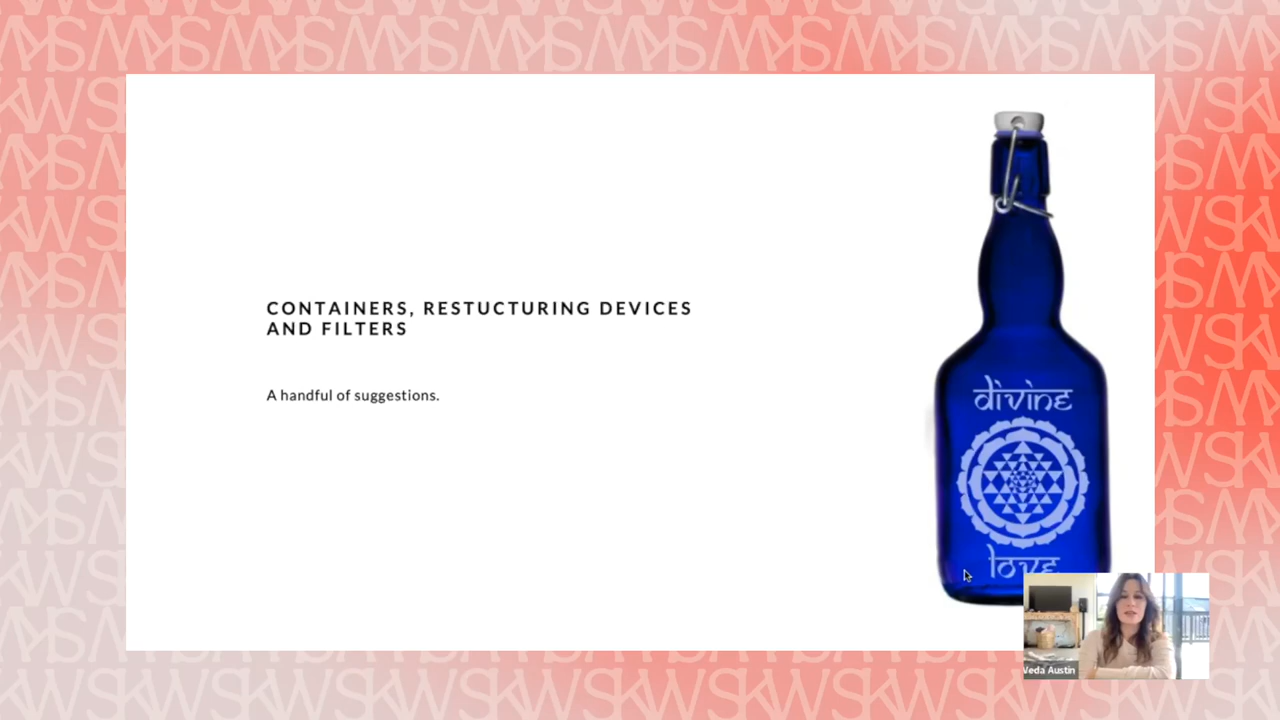 CONTAINERS, RESTUCTURING DEVICES
AND FILTERS
A handful of suggestions.
divine
love
Veda Austin